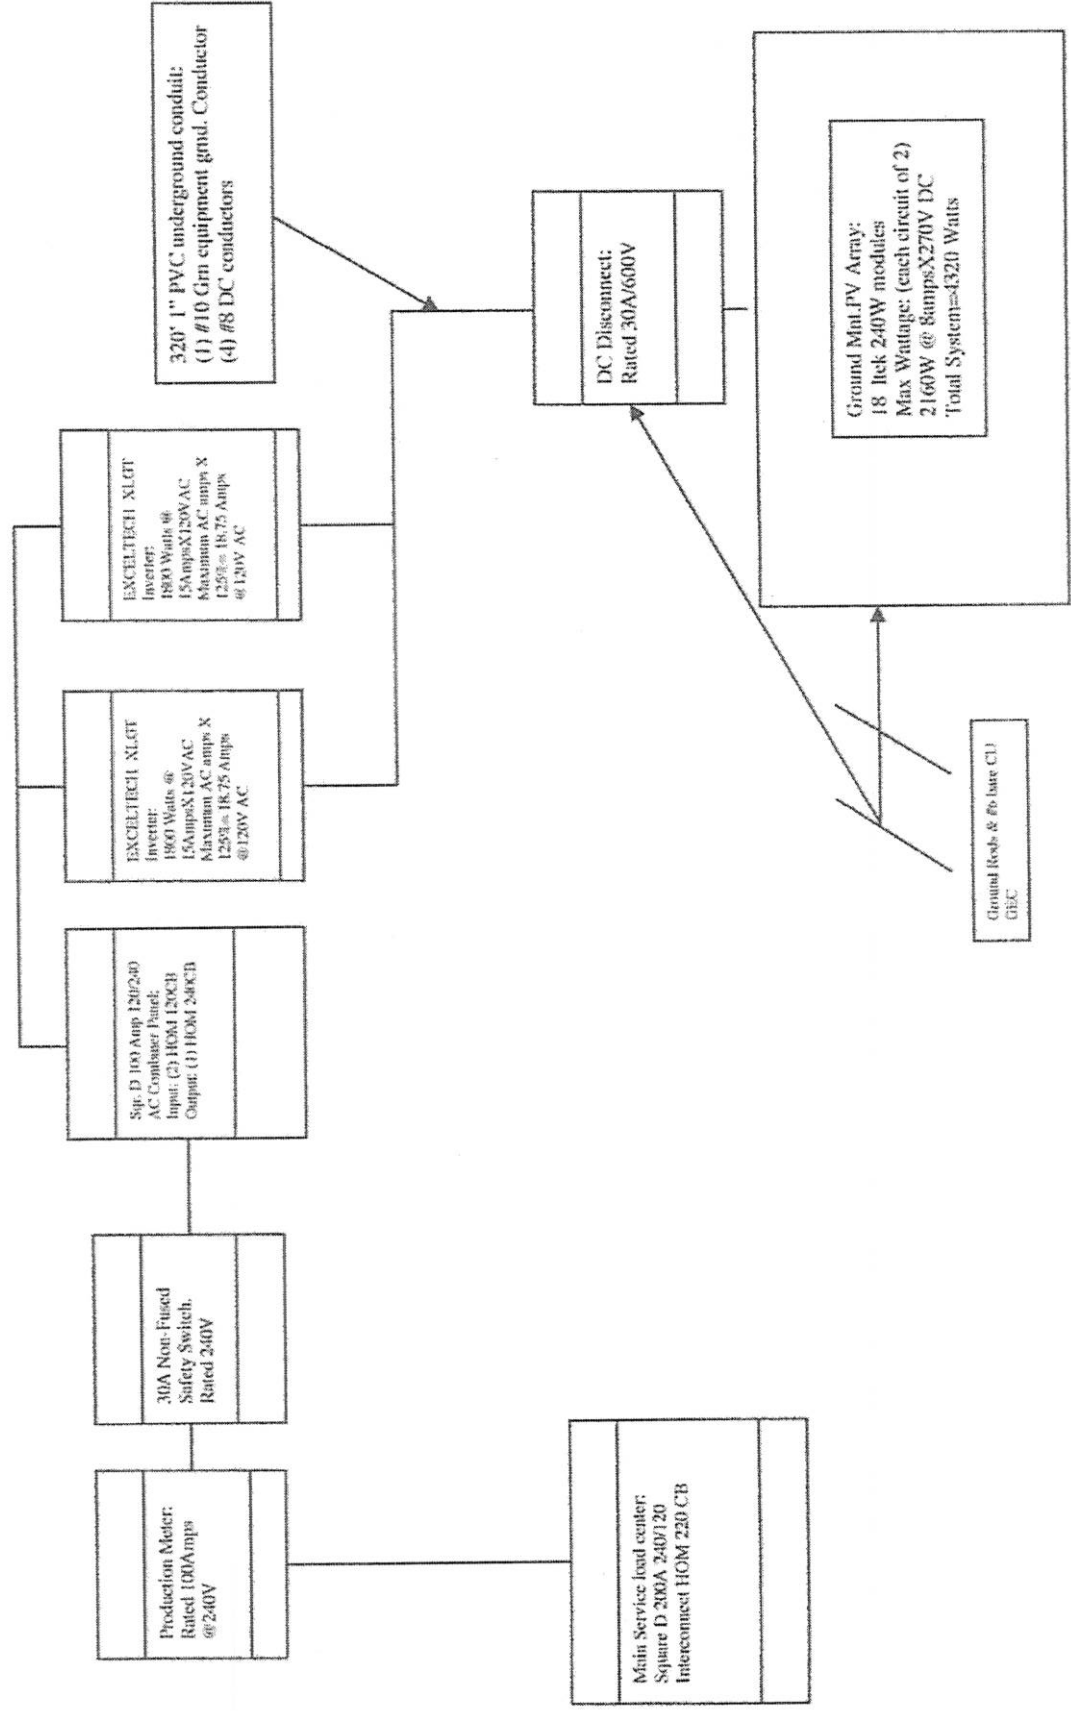 320' 1" PVC underground conduit:
(1) #10 Grn equipment grnd. Conductor
(4) #8 DC conductors
EXCELTECH XLGT
Inverter:
1800 Watts @
15AmpsX120VAC
Maximum AC amps X
125%= 18.75 Amps
@120V AC
EXCELTECH XLGT
Inverter:
1800 Watts @
15AmpsX120VAC
Maximum AC amps X
125%= 18.75 Amps
@120V AC
Sqr. D 100 Amp 120/240
AC Combiner Panel:
Input: (2) HOM 120CB
Output: (1) HOM 240CB
30A Non-Fused
Safety Switch.
Rated 240V
Production Meter:
Rated 100Amps
@240V
Main Service load center:
Square D 200A 240/120
Interconnect HOM 220 CB
DC Disconnect:
Rated 30A/600V
Ground Mnt.PV Array:
18 Itek 240W modules
Max Wattage: (each circuit of 2)
2160W @ 8ampsX270V DC
Total System=4320 Watts
Ground Rods & #6 bare CU
GEC